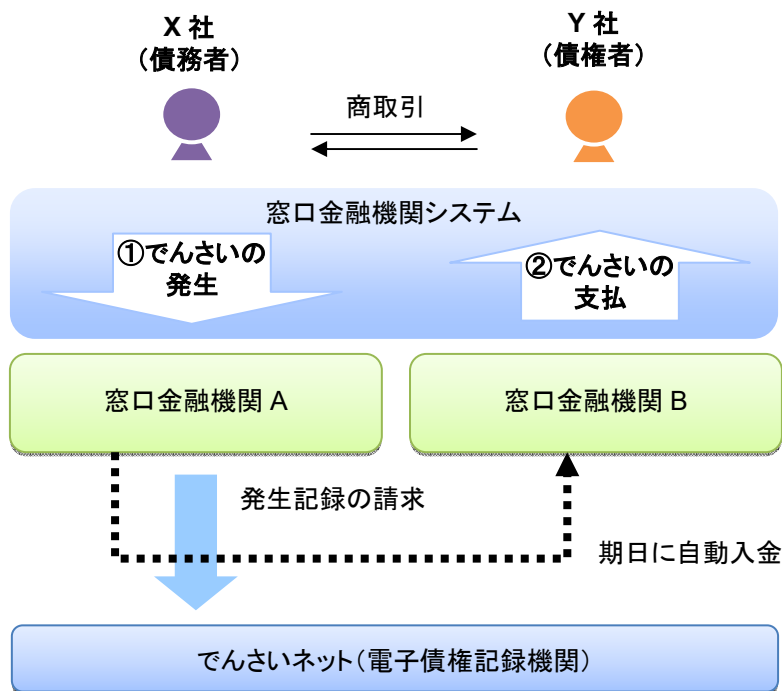 X 社
（債務者）
Y 社
（債権者）
商取引
窓口金融機関システム
①でんさいの
発生
②でんさいの
支払
窓口金融機関 A
窓口金融機関 B
発生記録の請求
期日に自動入金
でんさいネット（電子債権記録機関）